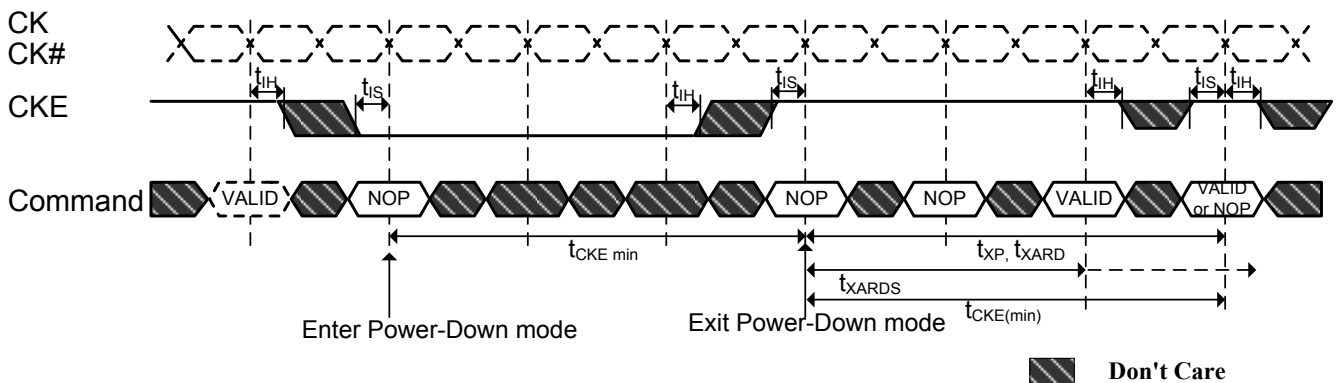 CK
CK#
tIH tIS tIH tIS tIH tIS tIH
CKE
Command VALID NOP NOP NOP VALID VALID or NOP
tCKE min tXP, tXARD
tXARDS
tCKE(min)
Enter Power-Down mode Exit Power-Down mode
Don't Care